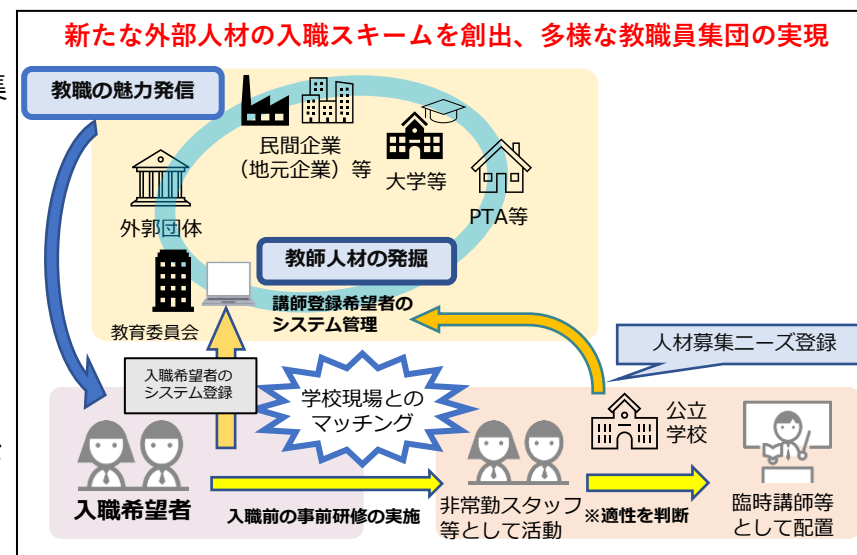 新たな外部人材の入職スキームを創出、多様な教職員集団の実現
集
教職の魅力発信
民間企業
（地元企業）等
大学等
PTA等
外郭団体
教師人材の発掘
教育委員会
講師登録希望者の
システム管理
人材募集ニーズ登録
入職希望者の
システム登録
学校現場との
マッチング
公立
学校
入職希望者
入職前の事前研修の実施
非常勤スタッフ
等として活動
※適性を判断
臨時講師等
として配置